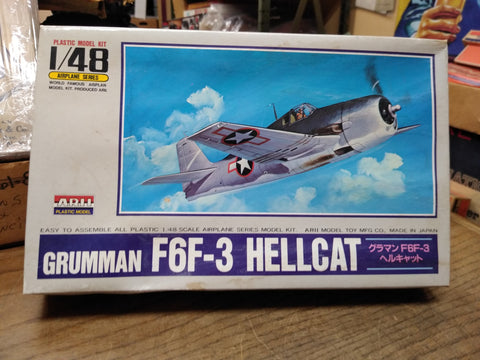 PLASTIC MODEL KIT
1/48
AIRPLANE SERIES
WORLD FAMOUS AIRPLAN
MODEL KIT. PRODUCED ARII
ARII
PLASTIC MODEL
EASY TO ASSEMBLE ALL PLASTIC 1:48 SCALE AIRPLANE SERIES MODEL KIT. ARII MODEL TOY MFG CO., MADE IN JAPAN
GRUMMAN F6F-3 HELLCAT
グラマン F6F-3
ヘルキャット